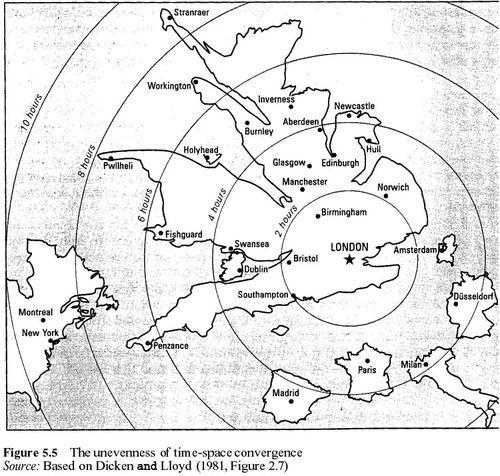 Stranraer
10 hours
Workington
Inverness
Newcastle
Aberdeen
Burnley
8 hours
Holyhead
Pwllheli
Glasgow
Edinburgh
Hull
Manchester
Norwich
6 hours
4 hours
2 hours
Birmingham
Fishguard
Swansea
LONDON
Amsterdam
Dublin
Bristol
Southampton
Düsseldorf
Montreal
New York
Penzance
Paris
Milan
Madrid
Figure 5.5 The unevenness of time-space convergence
Source: Based on Dicken and Lloyd (1981, Figure 2.7)